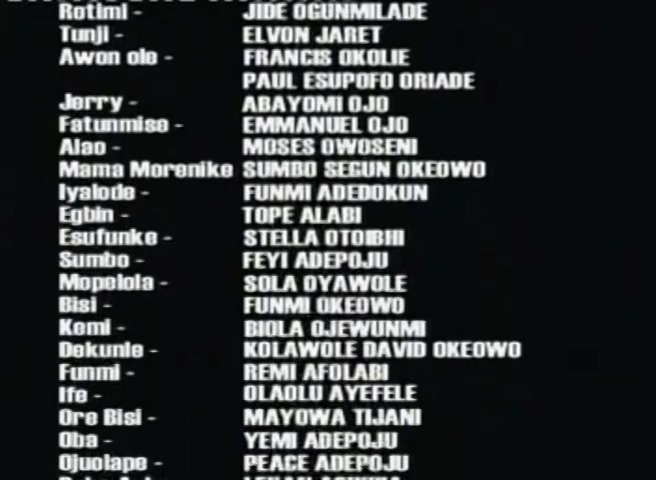 Rotimi - JIDE OGUNMILADE
Tunji - ELVON JARET
Awon ole - FRANCIS OKOLIE
PAUL ESUPOFO ORIADE
Jerry - ABAYOMI OJO
Fatunmise - EMMANUEL OJO
Alao - MOSES OWOSENI
Mama Morenike SUMBO SEGUN OKEOWO
Iyalode - FUNMI ADEDOKUN
Egbin - TOPE ALABI
Esufunke - STELLA OTOIBHI
Sumbo - FEYI ADEPOJU
Mopelola - SOLA OYAWOLE
Bisi - FUNMI OKEOWO
Kemi - BIOLA OJEWUNMI
Dekunle - KOLAWOLE DAVID OKEOWO
Funmi - REMI AFOLABI
Ife - OLAOLU AYEFELE
Ore Bisi - MAYOWA TIJANI
Oba - YEMI ADEPOJU
Ojuolape - PEACE ADEPOJU